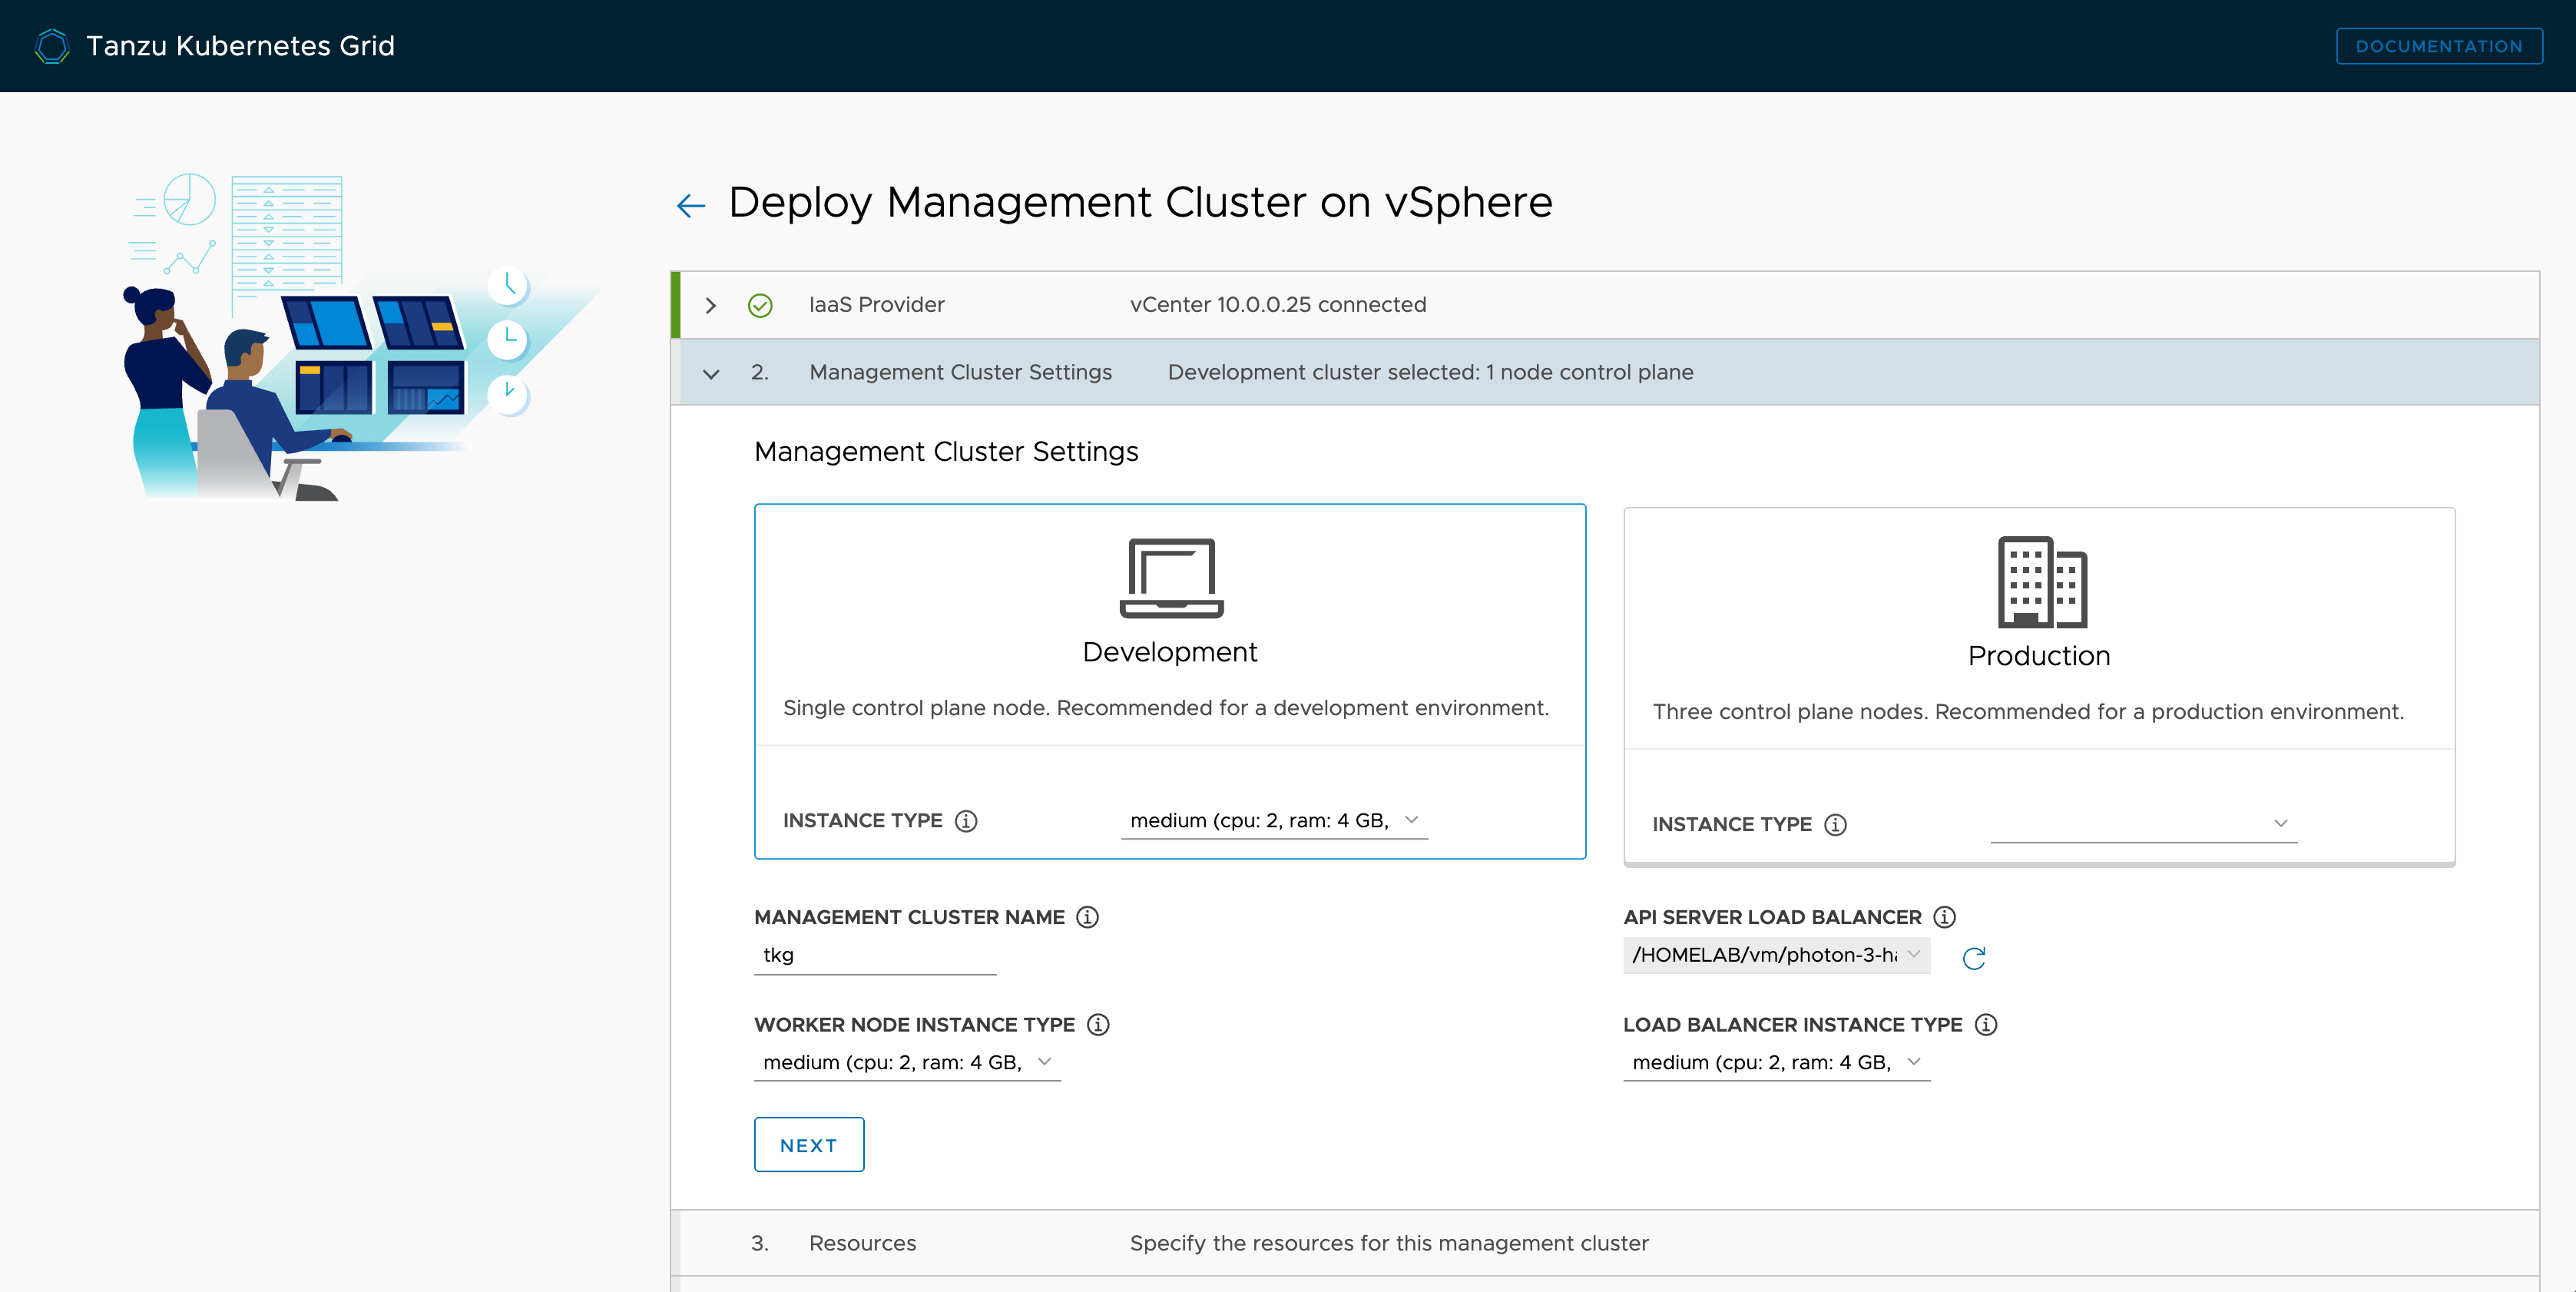 Tanzu Kubernetes Grid
DOCUMENTATION
Deploy Management Cluster on vSphere
IaaS Provider
vCenter 10.0.0.25 connected
2.
Management Cluster Settings
Development cluster selected: 1 node control plane
Management Cluster Settings
Development
Single control plane node. Recommended for a development environment.
INSTANCE TYPE
medium (cpu: 2, ram: 4 GB,
Production
Three control plane nodes. Recommended for a production environment.
INSTANCE TYPE
MANAGEMENT CLUSTER NAME
tkg
API SERVER LOAD BALANCER
/HOMELAB/vm/photon-3-ha
WORKER NODE INSTANCE TYPE
medium (cpu: 2, ram: 4 GB,
LOAD BALANCER INSTANCE TYPE
medium (cpu: 2, ram: 4 GB,
NEXT
3.
Resources
Specify the resources for this management cluster